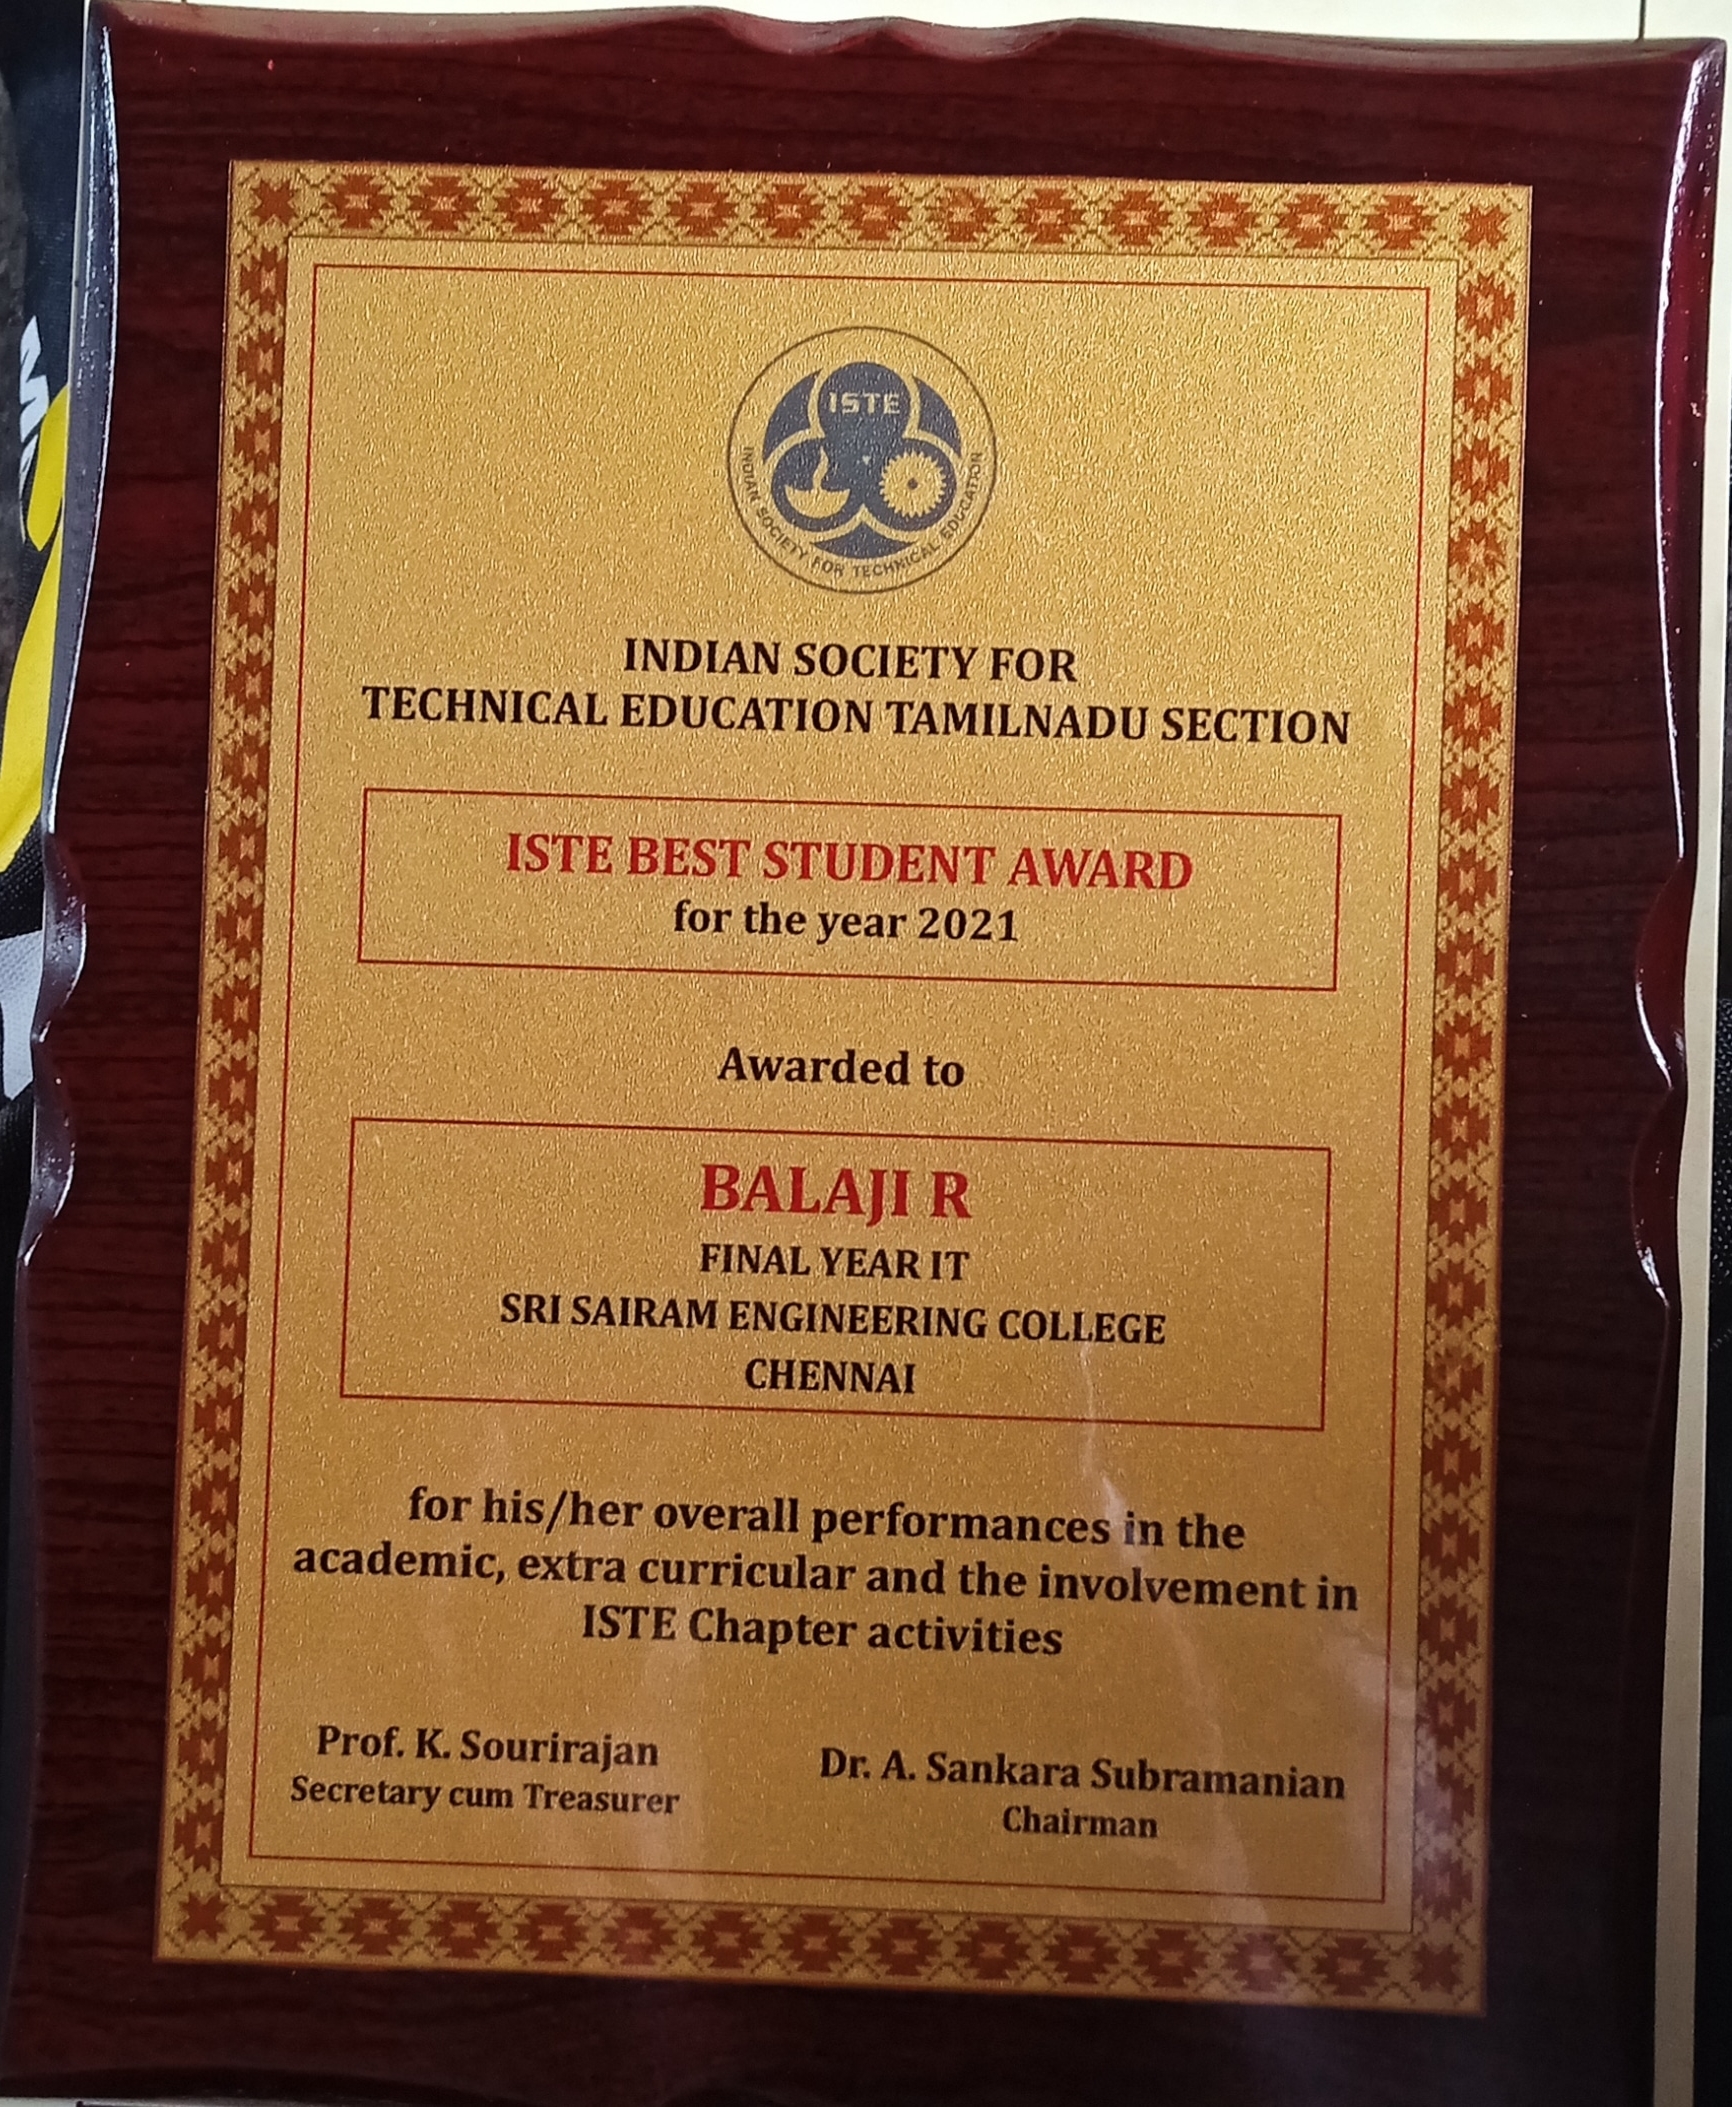 ISTE
INDIAN SOCIETY FOR TECHNICAL EDUCATION
INDIAN SOCIETY FOR
TECHNICAL EDUCATION TAMILNADU SECTION
ISTE BEST STUDENT AWARD
for the year 2021
Awarded to
BALAJI R
FINAL YEAR IT
SRI SAIRAM ENGINEERING COLLEGE
CHENNAI
for his/her overall performances in the
academic, extra curricular and the involvement in
ISTE Chapter activities
Prof. K. Sourirajan
Secretary cum Treasurer
Dr. A. Sankara Subramanian
Chairman